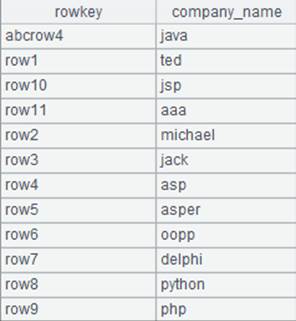 rowkey company_name
abcrow4 java
row1 ted
row10 jsp
row11 aaa
row2 michael
row3 jack
row4 asp
row5 asper
row6 oopp
row7 delphi
row8 python
row9 php